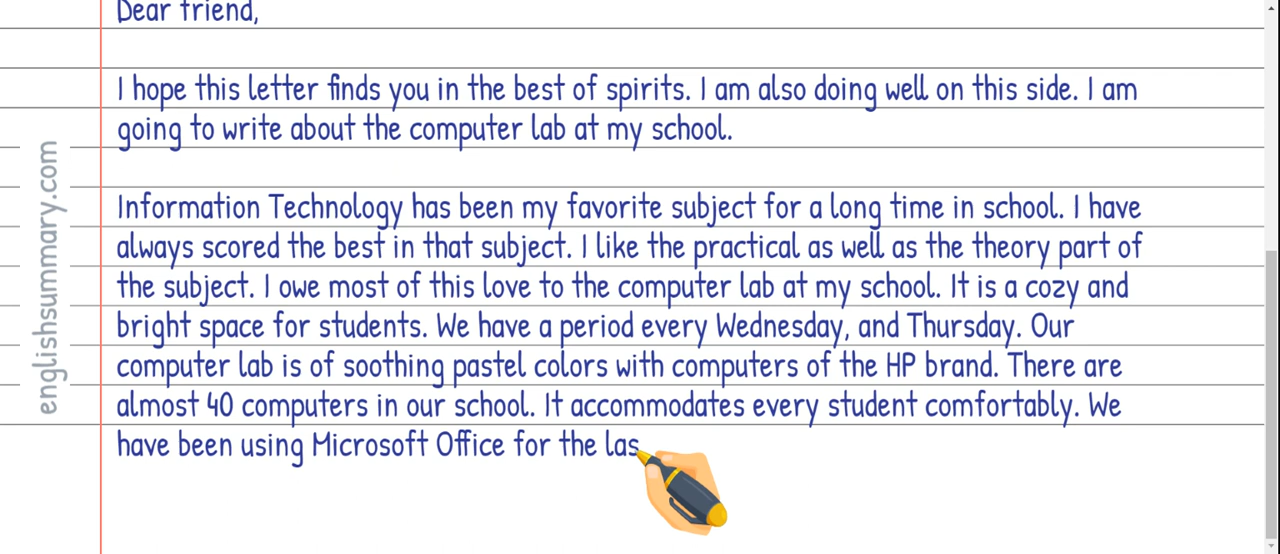 Dear friend,
I hope this letter finds you in the best of spirits. I am also doing well on this side. I am
going to write about the computer lab at my school.
Information Technology has been my favorite subject for a long time in school. I have
always scored the best in that subject. I like the practical as well as the theory part of
the subject. I owe most of this love to the computer lab at my school. It is a cozy and
bright space for students. We have a period every Wednesday, and Thursday. Our
computer lab is of soothing pastel colors with computers of the HP brand. There are
almost 40 computers in our school. It accommodates every student comfortably. We
have been using Microsoft Office for the las
englishsummary.com